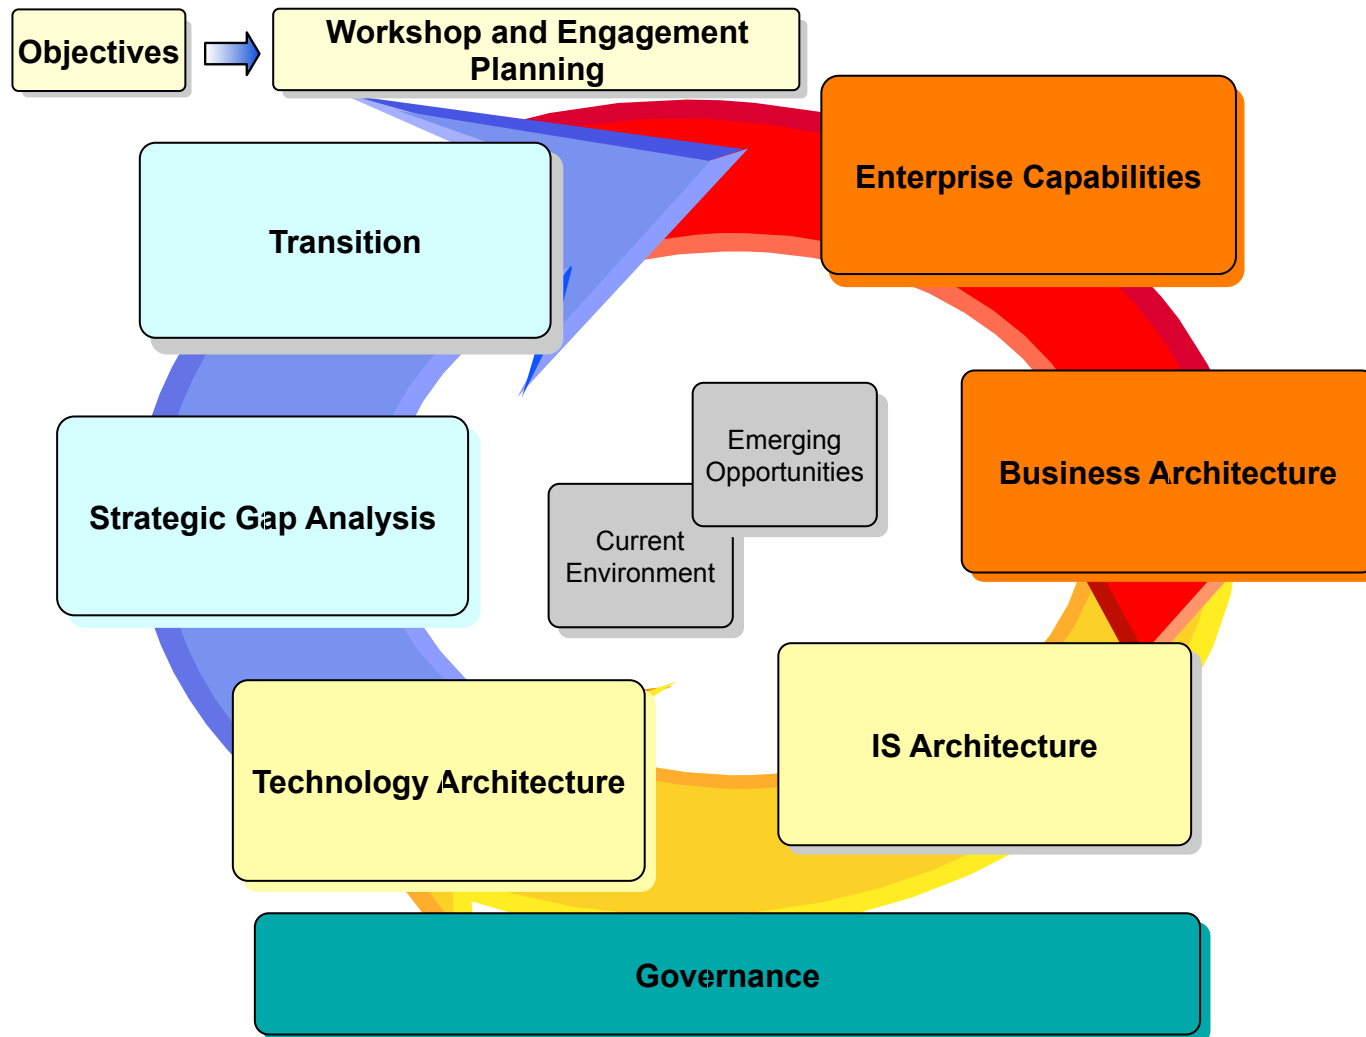 Objectives
Workshop and Engagement
Planning
Enterprise Capabilities
Transition
Emerging
Opportunities
Business Architecture
Strategic Gap Analysis
Current
Environment
IS Architecture
Technology Architecture
Governance